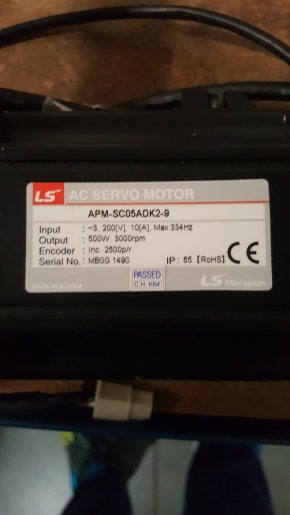 LS AC SERVO MOTOR
APM-SC05ADK2-9
Input : ~3, 200[V], 10[A], Max 334Hz
Output : 500W, 3000rpm
Encoder : Inc. 2500p/r
Serial No. : MB0G 1490 IP : 65 [RoHS] CE
PASSED
C.H. KIM
MADE IN KOREA LS Mecapion